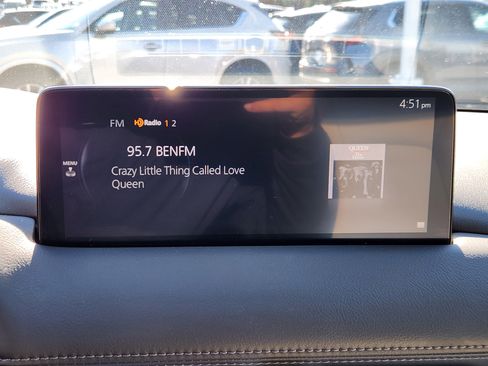 4:51 pm
FM HD Radio 1 2
95.7 BENFM
MENU
Crazy Little Thing Called Love
Queen
QUEEN